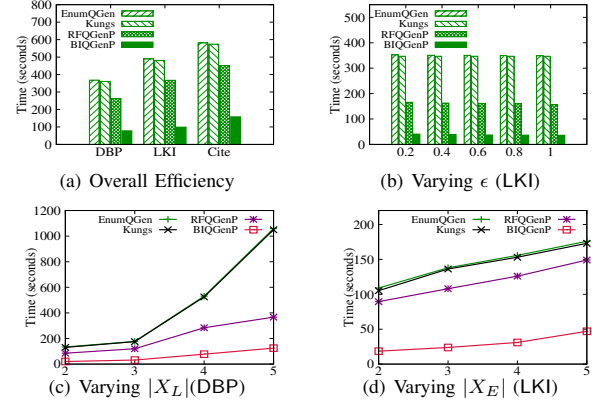 EnumQGen
Kungs
RFQGenP
BIQGenP
Time (seconds)
800
700
600
500
400
300
200
100
0
DBP LKI Cite
(a) Overall Efficiency
EnumQGen
Kungs
RFQGenP
BIQGenP
Time (seconds)
500
400
300
200
100
0
0.2 0.4 0.6 0.8 1
(b) Varying ϵ (LKI)
EnumQGen RFQGenP
Kungs BIQGenP
Time (seconds)
1200
1000
800
600
400
200
0
2 3 4 5
(c) Varying |X_L|(DBP)
EnumQGen RFQGenP
Kungs BIQGenP
Time (seconds)
200
150
100
50
0
2 3 4 5
(d) Varying |X_E| (LKI)